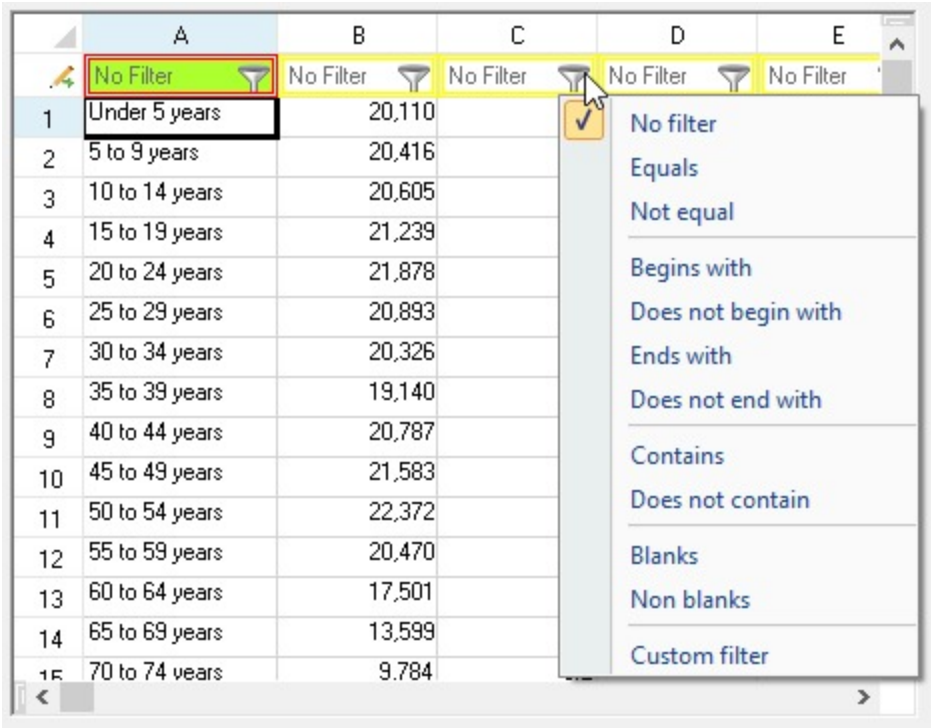 A B C D E
No Filter No Filter No Filter No Filter No Filter
1 Under 5 years 20,110
2 5 to 9 years 20,416
3 10 to 14 years 20,605
4 15 to 19 years 21,239
5 20 to 24 years 21,878
6 25 to 29 years 20,893
7 30 to 34 years 20,326
8 35 to 39 years 19,140
9 40 to 44 years 20,787
10 45 to 49 years 21,583
11 50 to 54 years 22,372
12 55 to 59 years 20,470
13 60 to 64 years 17,501
14 65 to 69 years 13,599
15 70 to 74 years 9,784
No filter
Equals
Not equal
Begins with
Does not begin with
Ends with
Does not end with
Contains
Does not contain
Blanks
Non blanks
Custom filter